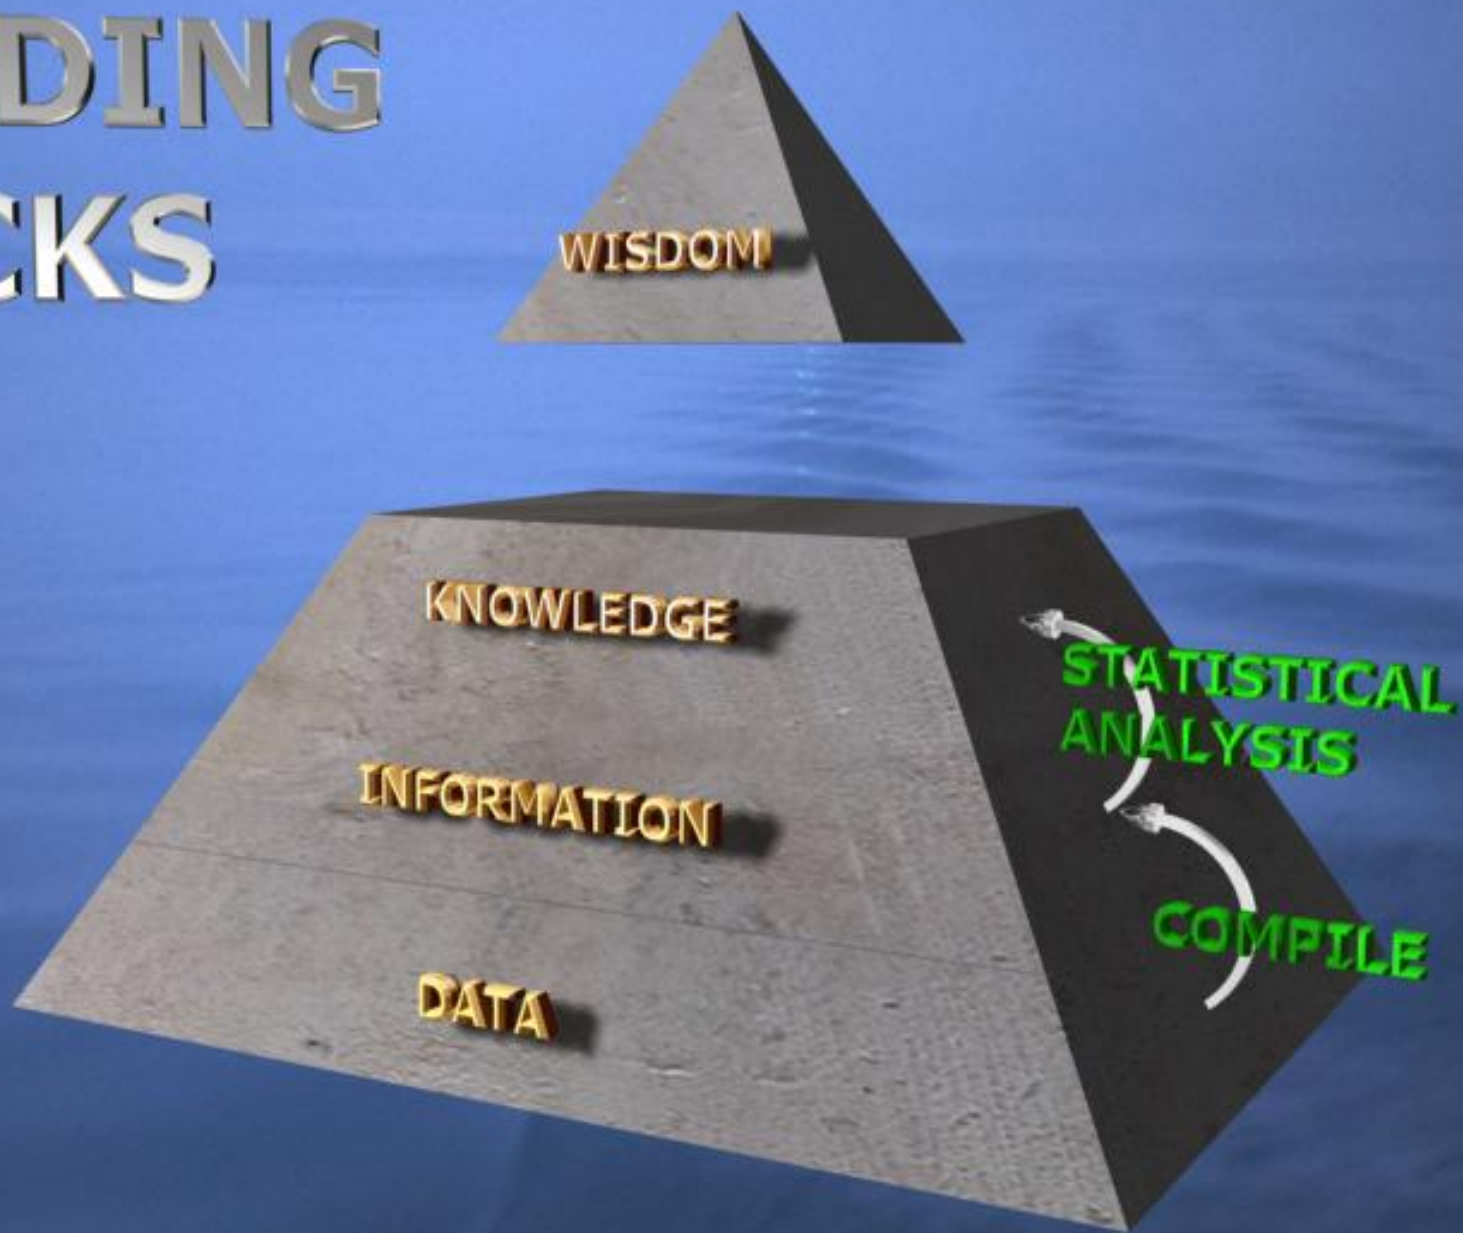 DING
CKS
WISDOM
KNOWLEDGE
STATISTICAL
ANALYSIS
INFORMATION
COMPILE
DATA